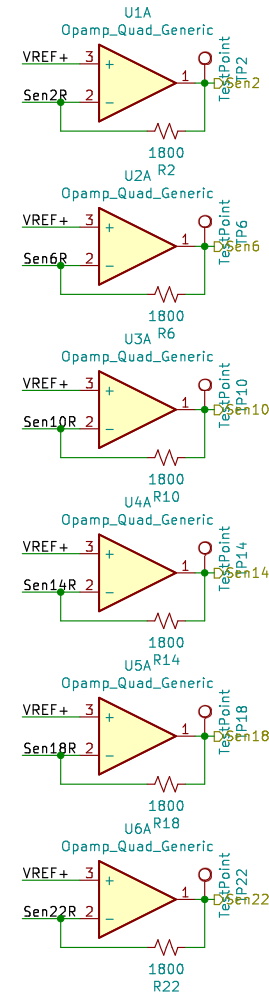 U1A
Opamp_Quad_Generic
VREF+
3
+
1
Sen2R
2
−
TestPoint
TP2
DSen2
1800
R2
U2A
Opamp_Quad_Generic
VREF+
3
+
1
Sen6R
2
−
TestPoint
TP6
DSen6
1800
R6
U3A
Opamp_Quad_Generic
VREF+
3
+
1
Sen10R
2
−
TestPoint
TP10
DSen10
1800
R10
U4A
Opamp_Quad_Generic
VREF+
3
+
1
Sen14R
2
−
TestPoint
TP14
DSen14
1800
R14
U5A
Opamp_Quad_Generic
VREF+
3
+
1
Sen18R
2
−
TestPoint
TP18
DSen18
1800
R18
U6A
Opamp_Quad_Generic
VREF+
3
+
1
Sen22R
2
−
TestPoint
TP22
DSen22
1800
R22